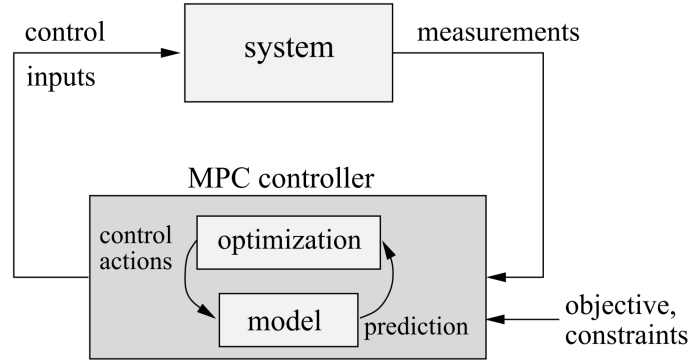 control
inputs
system
measurements
MPC controller
control
actions
optimization
model
prediction
objective,
constraints